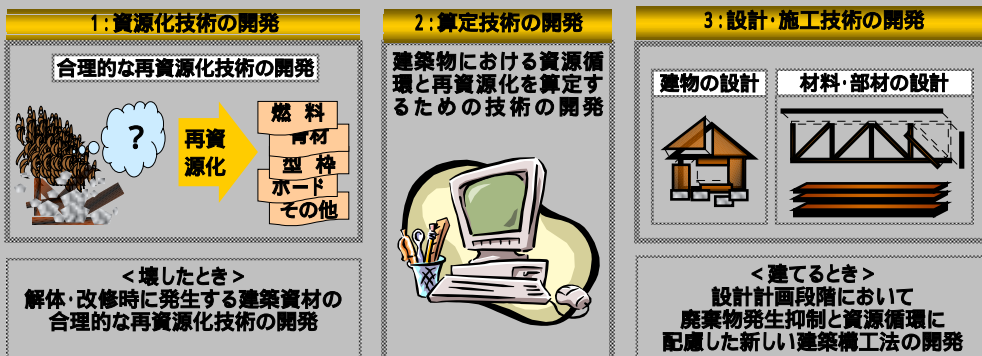 1:資源化技術の開発
合理的な再資源化技術の開発
?
再資
源化
燃料
型枠
ボード
その他
<壊したとき>
解体・改修時に発生する建築資材の
合理的な再資源化技術の開発
2:算定技術の開発
建築物における資源循
環と再資源化を算定す
るための技術の開発
3:設計・施工技術の開発
建物の設計
材料・部材の設計
<建てるとき>
設計計画段階において
廃棄物発生抑制と資源循環に
配慮した新しい建築構工法の開発